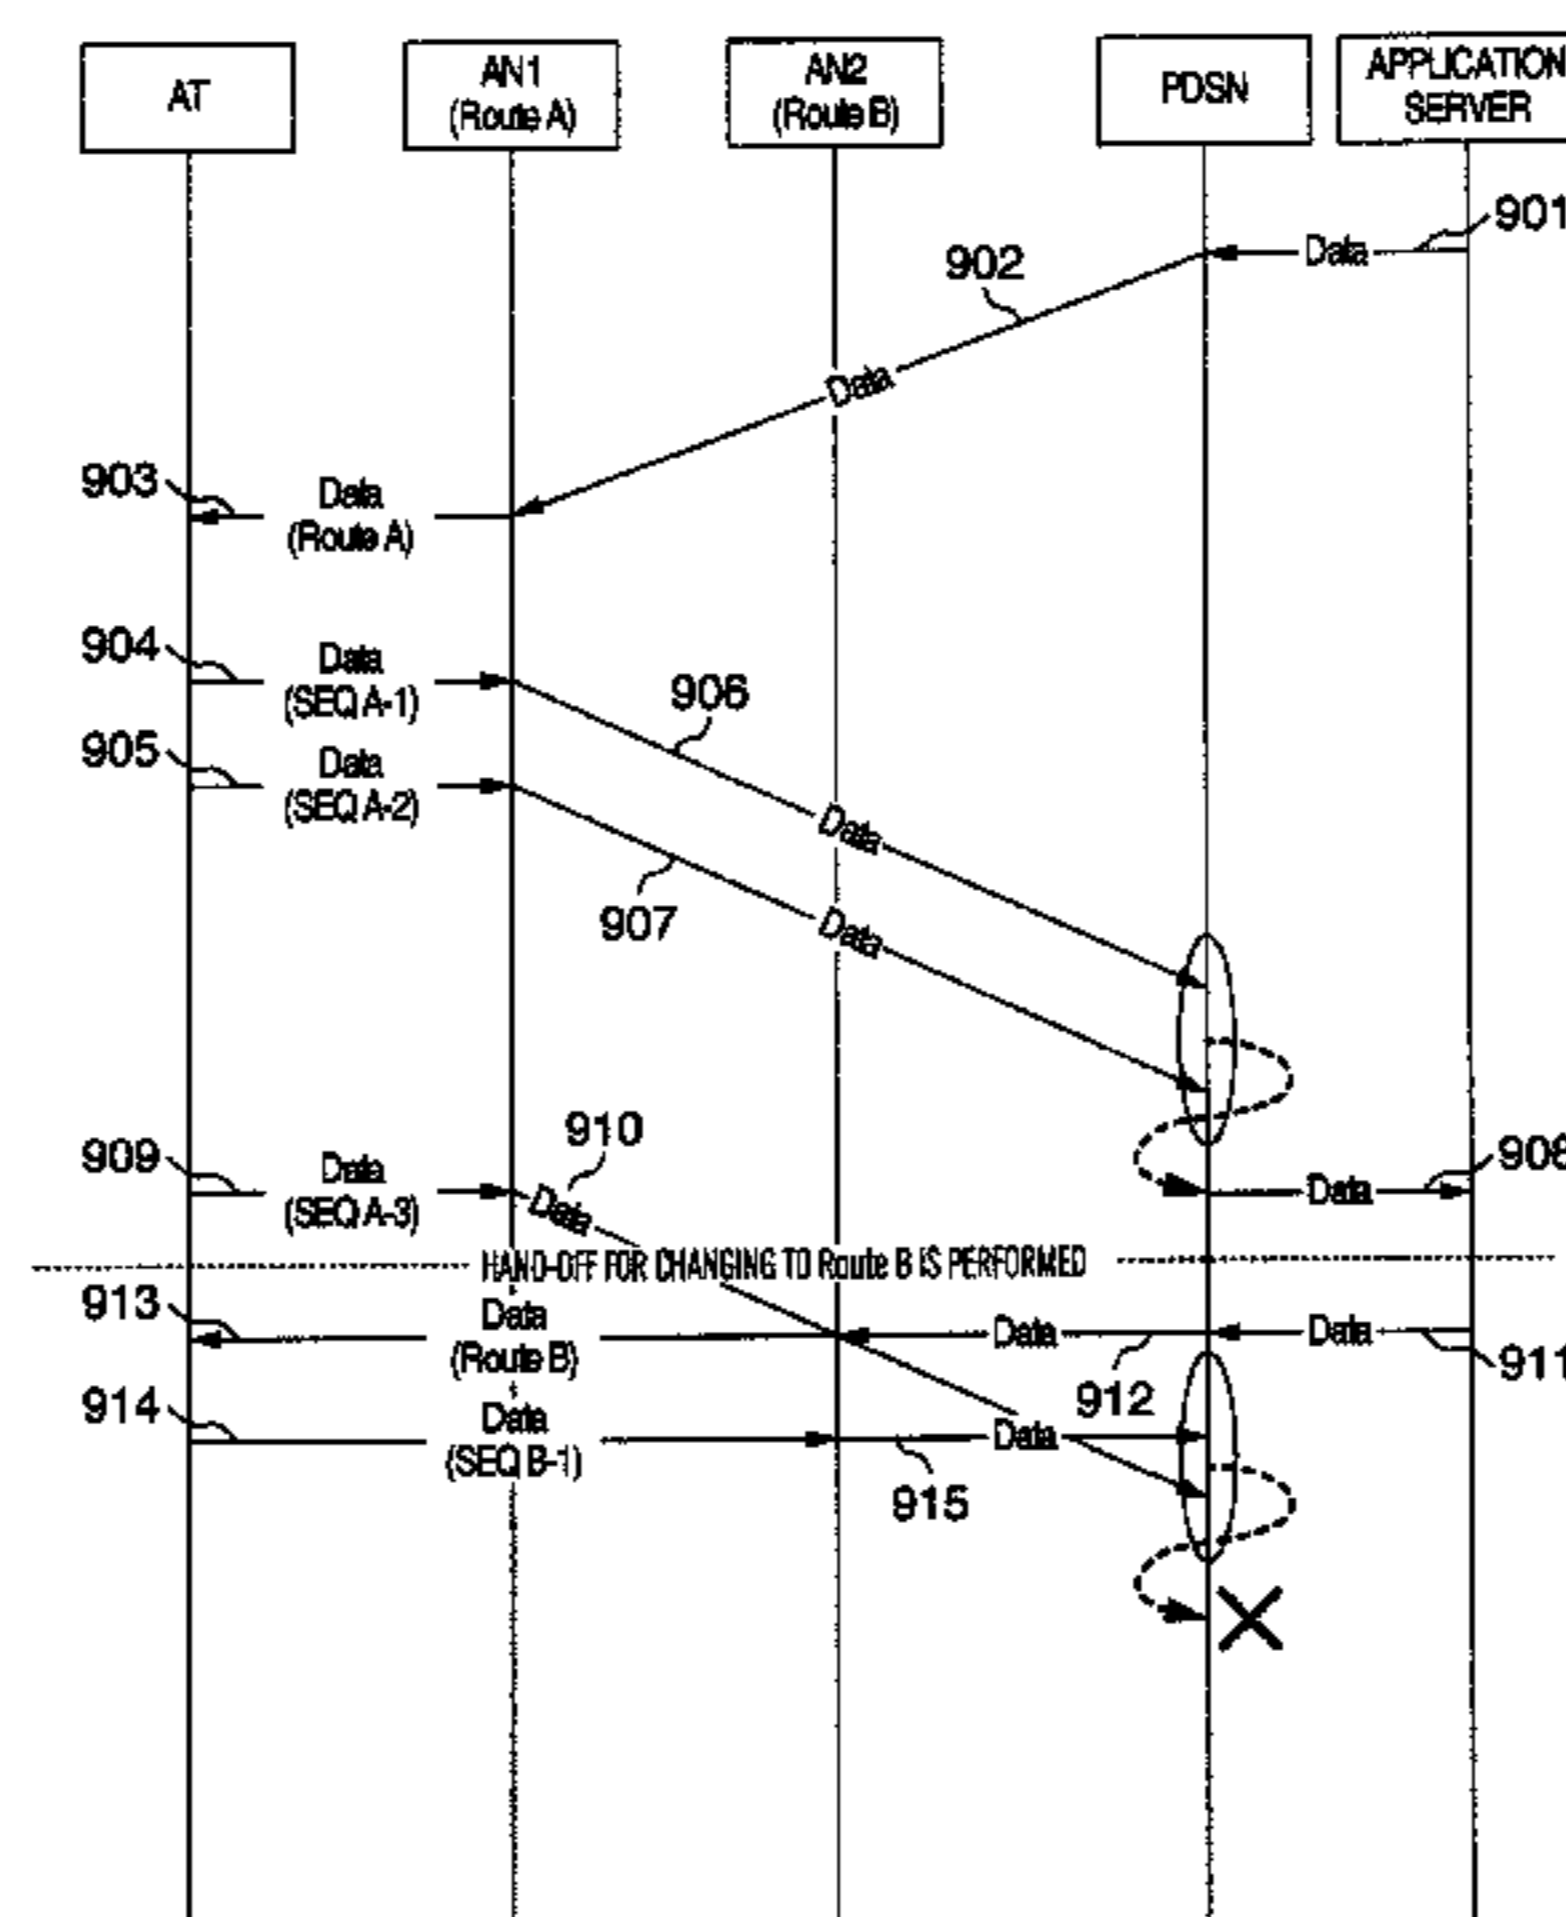 AT
AN1
(Route A)
AN2
(Route B)
PDSN
APPLICATION
SERVER
901
Data
902
Data
903
Data
(Route A)
904
Data
(SEQ A-1)
906
905
Data
(SEQ A-2)
Data
907
Data
910
909
Data
(SEQ A-3)
Data
908
Data
HAND-OFF FOR CHANGING TO Route B IS PERFORMED
913
Data
(Route B)
Data
912
Data
911
914
Data
(SEQ B-1)
Data
915